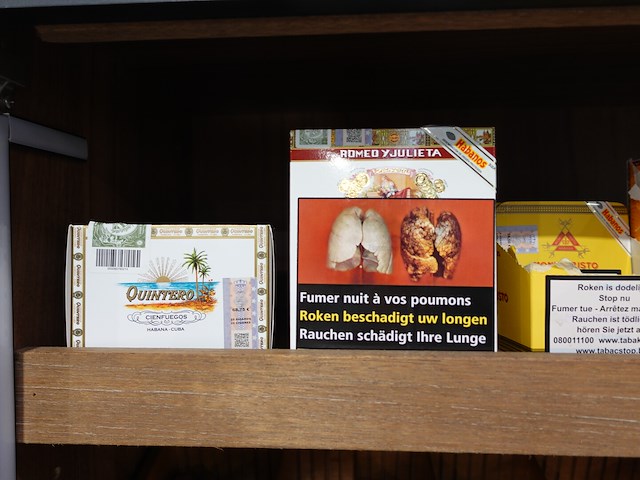 QUINTERO
CIENFUEGOS
HABANA - CUBA
ROMEO Y JULIETA
Habanos
Fumer nuit à vos poumons
Roken beschadigt uw longen
Rauchen schädigt Ihre Lunge
Habanos
Roken is dodeli
Stop nu
Fumer tue - Arrêtez ma
Rauchen ist tödlic
hören Sie jetzt a
080011100 www.tabak
www.tabacstop.